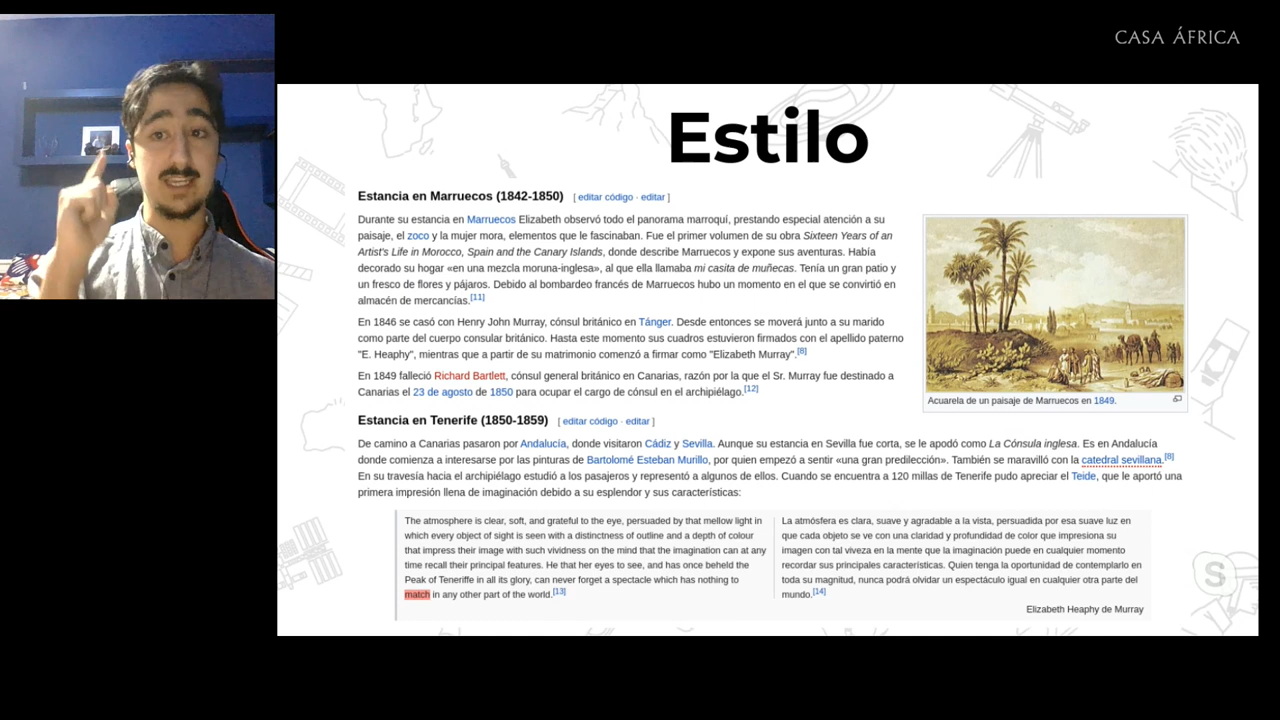 CASA ÁFRICA
Estilo
Estancia en Marruecos (1842-1850) [ editar código · editar ]
Durante su estancia en Marruecos Elizabeth observó todo el panorama marroquí, prestando especial atención a su
paisaje, el zoco y la mujer mora, elementos que le fascinaban. Fue el primer volumen de su obra Sixteen Years of an
Artist's Life in Morocco, Spain and the Canary Islands, donde describe Marruecos y expone sus aventuras. Había
decorado su hogar «en una mezcla moruna-inglesa», al que ella llamaba mi casita de muñecas. Tenía un gran patio y
un fresco de flores y pájaros. Debido al bombardeo francés de Marruecos hubo un momento en el que se convirtió en
almacén de mercancías.[11]
En 1846 se casó con Henry John Murray, cónsul británico en Tánger. Desde entonces se moverá junto a su marido
como parte del cuerpo consular británico. Hasta este momento sus cuadros estuvieron firmados con el apellido paterno
"E. Heaphy", mientras que a partir de su matrimonio comenzó a firmar como "Elizabeth Murray".[8]
En 1849 falleció Richard Bartlett, cónsul general británico en Canarias, razón por la que el Sr. Murray fue destinado a
Canarias el 23 de agosto de 1850 para ocupar el cargo de cónsul en el archipiélago.[12]
Acuarela de un paisaje de Marruecos en 1849.
Estancia en Tenerife (1850-1859) [ editar código · editar ]
De camino a Canarias pasaron por Andalucía, donde visitaron Cádiz y Sevilla. Aunque su estancia en Sevilla fue corta, se le apodó como La Cónsula inglesa. Es en Andalucía
donde comienza a interesarse por las pinturas de Bartolomé Esteban Murillo, por quien empezó a sentir «una gran predilección». También se maravilló con la catedral sevillana.[8]
En su travesía hacia el archipiélago estudió a los pasajeros y representó a algunos de ellos. Cuando se encuentra a 120 millas de Tenerife pudo apreciar el Teide, que le aportó una
primera impresión llena de imaginación debido a su esplendor y sus características:
The atmosphere is clear, soft, and grateful to the eye, persuaded by that mellow light in
which every object of sight is seen with a distinctness of outline and a depth of colour
that impress their image with such vividness on the mind that the imagination can at any
time recall their principal features. He that her eyes to see, and has once beheld the
Peak of Teneriffe in all its glory, can never forget a spectacle which has nothing to
match in any other part of the world.[13]
La atmósfera es clara, suave y agradable a la vista, persuadida por esa suave luz en
que cada objeto se ve con una claridad y profundidad de color que impresiona su
imagen con tal viveza en la mente que la imaginación puede en cualquier momento
recordar sus principales características. Quien tenga la oportunidad de contemplarlo en
toda su magnitud, nunca podrá olvidar un espectáculo igual en cualquier otra parte del
mundo.[14]
Elizabeth Heaphy de Murray